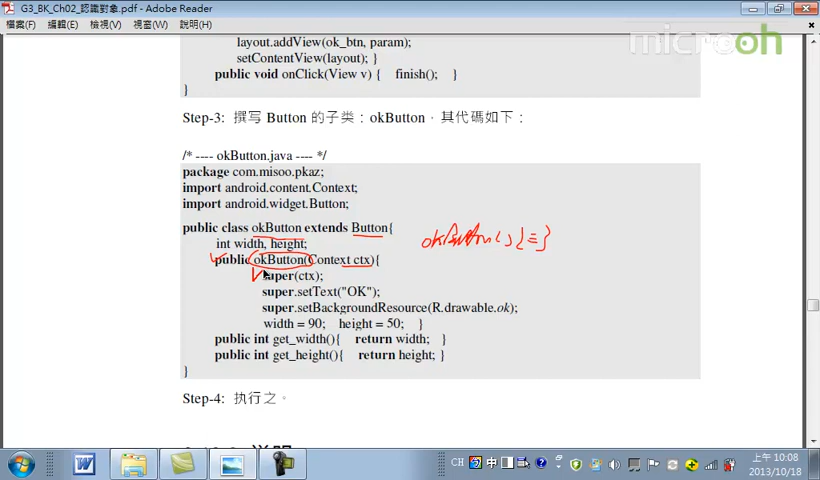 G3_BK_Ch02_認識對象.pdf - Adobe Reader
檔案(F) 編輯(E) 檢視(V) 視窗(W) 說明(H)
microoh
layout.addView(ok_btn, param);
setContentView(layout); }
public void onClick(View v) { finish(); }
}
Step-3: 撰写 Button 的子类:okButton,其代碼如下:
/* ---- okButton.java ---- */
package com.misoo.pkaz;
import android.content.Context;
import android.widget.Button;
public class okButton extends Button{
int width, height;
okButton( ) { }
public okButton(Context ctx){
super(ctx);
super.setText("OK");
super.setBackgroundResource(R.drawable.ok);
width = 90; height = 50; }
public int get_width(){ return width; }
public int get_height(){ return height; }
}
Step-4: 执行之。
CH 中
上午 10:08
2013/10/18